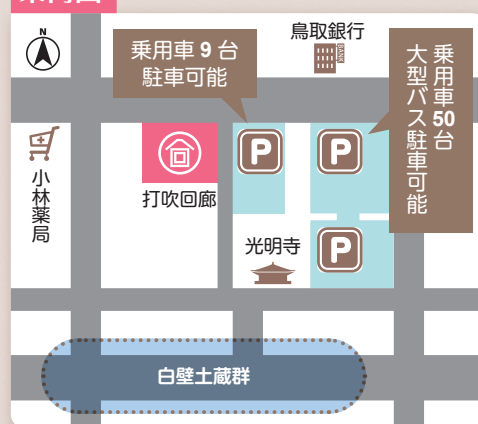 N
鳥取銀行
BANK
乗用車 9 台
駐車可能
乗用車50台
大型バス駐車可能
P
P
小林薬局
打吹回廊
光明寺
P
白壁土蔵群